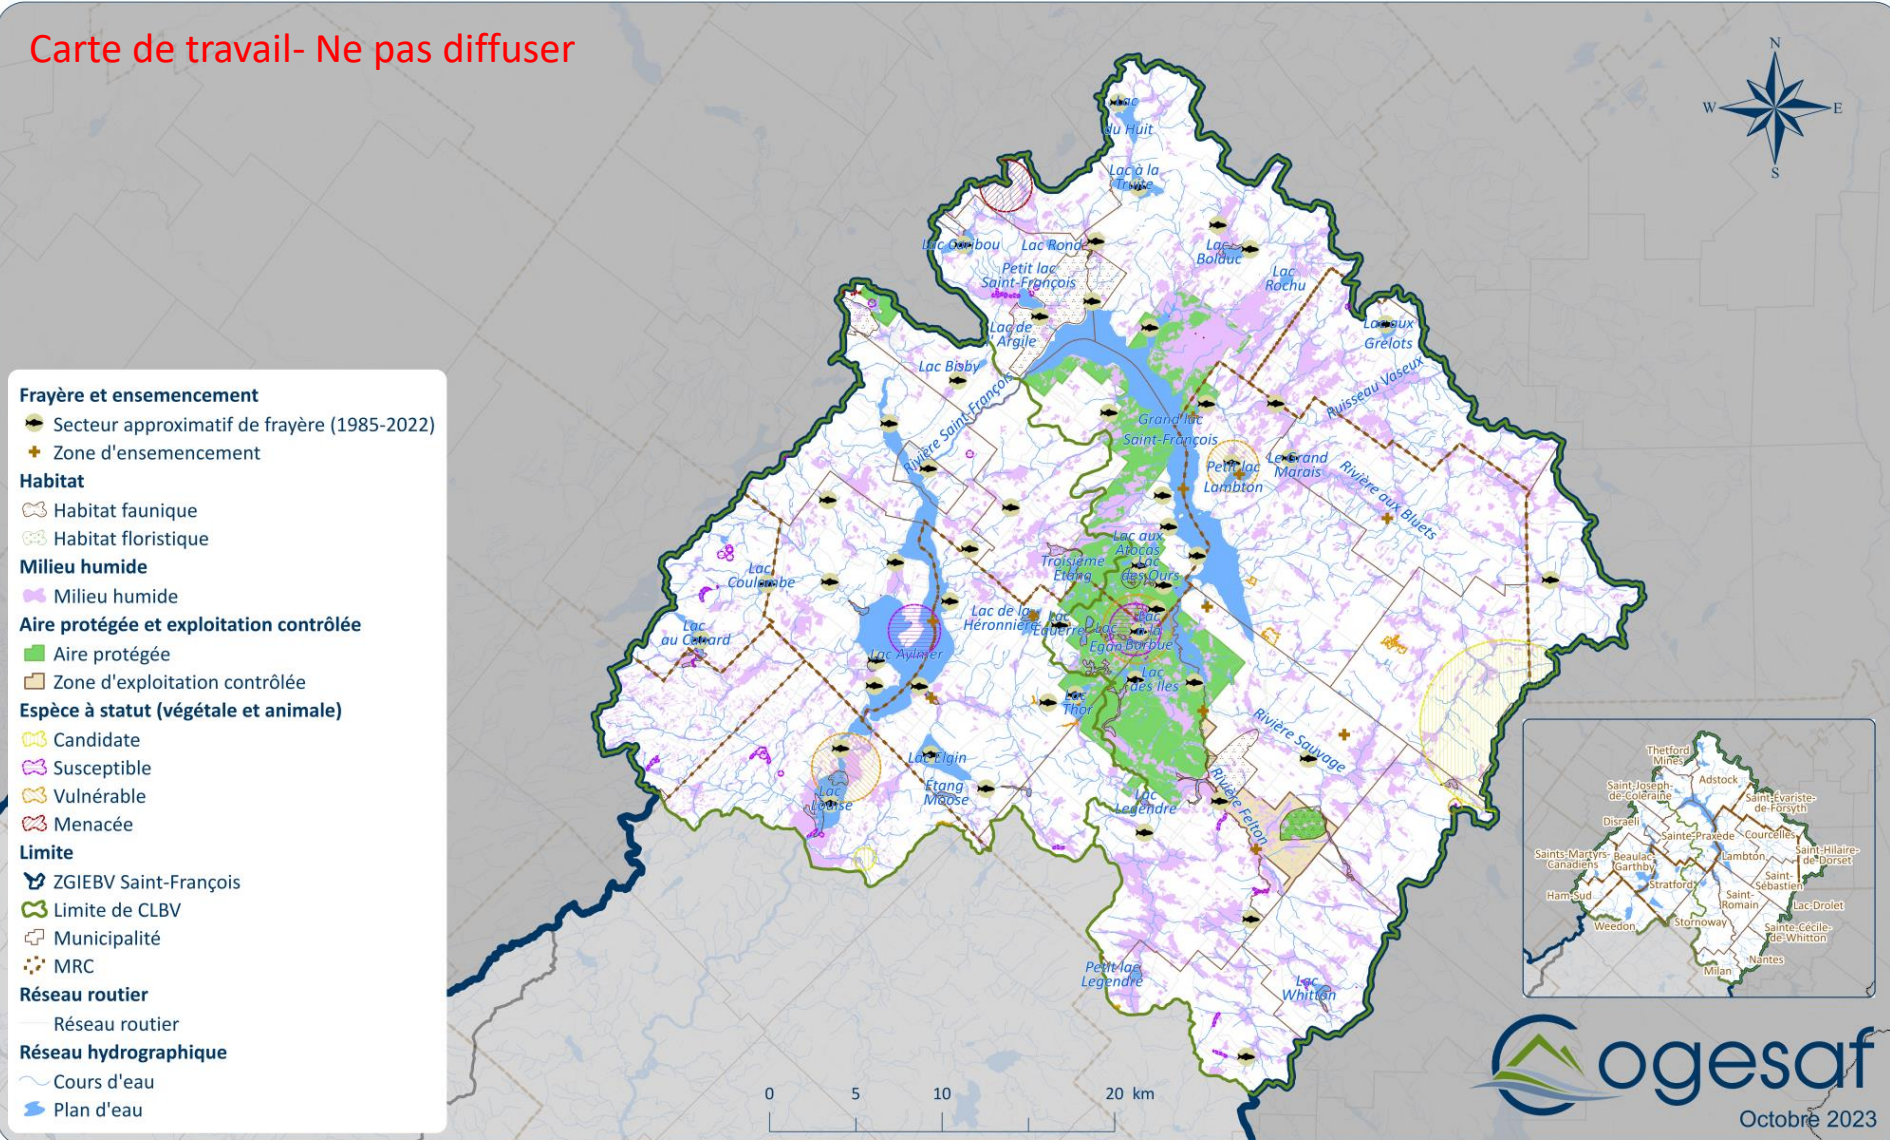 Carte de travail- Ne pas diffuser
N
W
E
S
Lac
du Huit
Lac à la
Truite
Lac Caribou
Lac Rond
Lac
Bolduc
Petit lac
Saint-François
Lac
Rochu
Lac de
l'Argile
Lac aux
Grelots
Lac Bisby
Rivière Saint-François
Ruisseau Vaseux
Grand lac
Saint-François
Petit lac
Lambton
Le Grand
Marais
Rivière aux Bluets
Lac aux
Atocas
Troisième
Étang
Lac
des Ours
Lac
Coulombe
Lac de la
Héronnière
Lac
Équerre
Lac
Egan
Lac
à la
Barbue
Lac
au Canard
Lac Aylmer
Lac
des Îles
Lac
Thor
Rivière Sauvage
Lac Elgin
Étang
Moose
Lac
Louise
Lac
Legendre
Rivière Felton
Petit lac
Legendre
Lac
Whitton
Frayère et ensemencement
Secteur approximatif de frayère (1985-2022)
Zone d'ensemencement
Habitat
Habitat faunique
Habitat floristique
Milieu humide
Milieu humide
Aire protégée et exploitation contrôlée
Aire protégée
Zone d'exploitation contrôlée
Espèce à statut (végétale et animale)
Candidate
Susceptible
Vulnérable
Menacée
Limite
ZGIEBV Saint-François
Limite de CLBV
Municipalité
MRC
Réseau routier
Réseau routier
Réseau hydrographique
Cours d'eau
Plan d'eau
0 5 10 20 km
Thetford
Mines
Adstock
Saint-Joseph-
de-Coleraine
Saint-Évariste-
de-Forsyth
Disraeli
Sainte-Praxède
Courcelles
Saints-Martyrs-
Canadiens
Beaulac-
Garthby
Lambton
Saint-Hilaire-
de-Dorset
Stratford
Saint-
Sébastien
Ham-Sud
Saint-
Romain
Lac-Drolet
Weedon
Stornoway
Sainte-Cécile-
de-Whitton
Nantes
Milan
Cogesaf
Octobre 2023